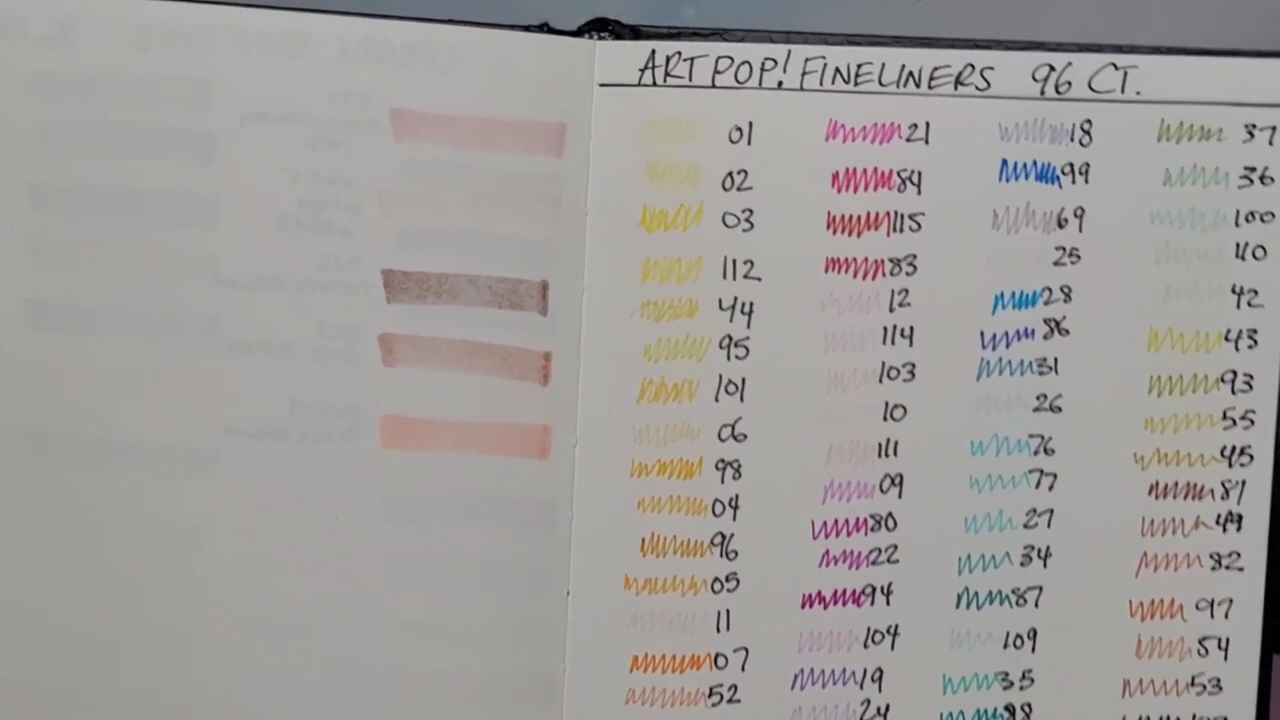 ARTPOP! FINELINERS 96 CT.
01 21 18 37
02 84 99 36
03 115 69 100
112 83 25 110
44 12 28 42
95 114 86 43
101 103 31 93
06 10 26 55
98 111 76 45
04 09 77
96 80 27 49
05 22 34 82
11 94 87 97
07 104 109 54
52 19 35 53
24 88